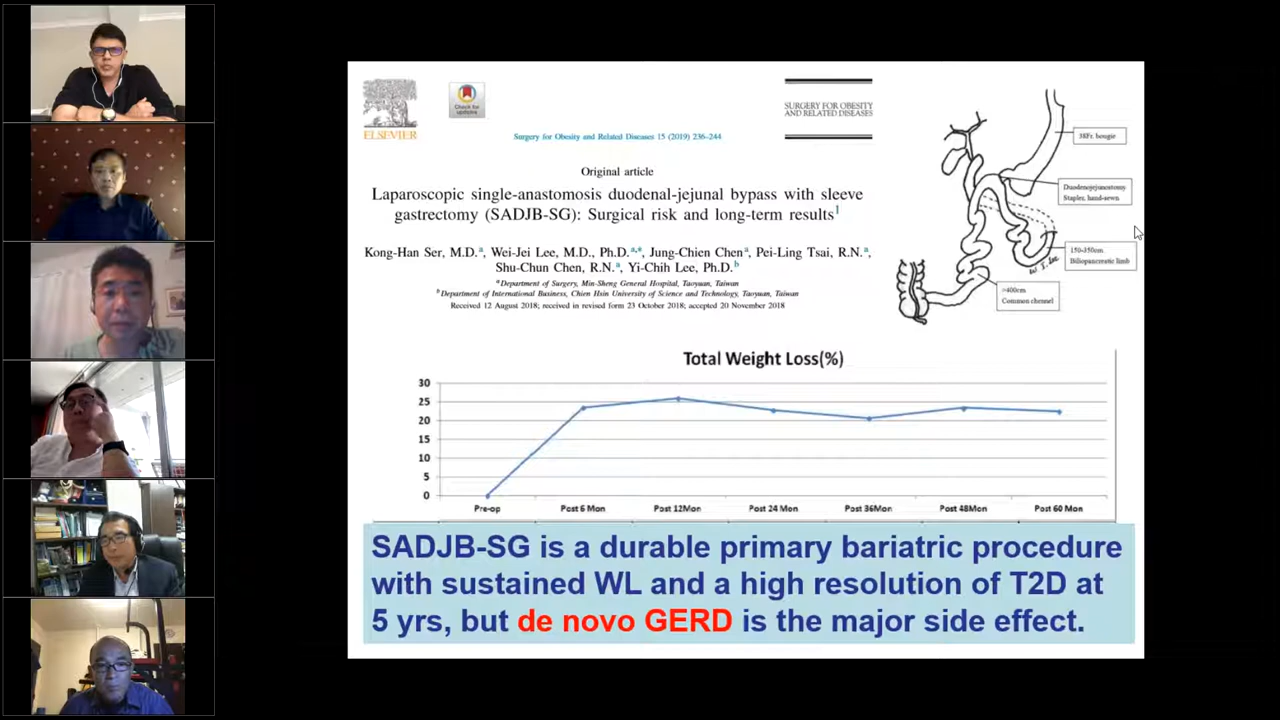 ELSEVIER
Check for
updates
SURGERY FOR OBESITY
AND RELATED DISEASES
Surgery for Obesity and Related Diseases 15 (2019) 236–244
Original article
Laparoscopic single-anastomosis duodenal-jejunal bypass with sleeve
gastrectomy (SADJB-SG): Surgical risk and long-term results1
Kong-Han Ser, M.D.a, Wei-Jei Lee, M.D., Ph.D.a,*, Jung-Chien Chena, Pei-Ling Tsai, R.N.a,
Shu-Chun Chen, R.N.a, Yi-Chih Lee, Ph.D.b
aDepartment of Surgery, Min-Sheng General Hospital, Taoyuan, Taiwan
bDepartment of International Business, Chien Hsin University of Science and Technology, Taoyuan, Taiwan
Received 12 August 2018; received in revised form 23 October 2018; accepted 20 November 2018
38Fr. bougie
Duodenojejunostomy
Stapler, hand-sewn
150-350cm
Biliopancreatic limb
W.J. Lee
>400cm
Common channel
Total Weight Loss(%)
30
25
20
15
10
5
0
Pre-op Post 6 Mon Post 12Mon Post 24 Mon Post 36Mon Post 48Mon Post 60 Mon
SADJB-SG is a durable primary bariatric procedure
with sustained WL and a high resolution of T2D at
5 yrs, but de novo GERD is the major side effect.